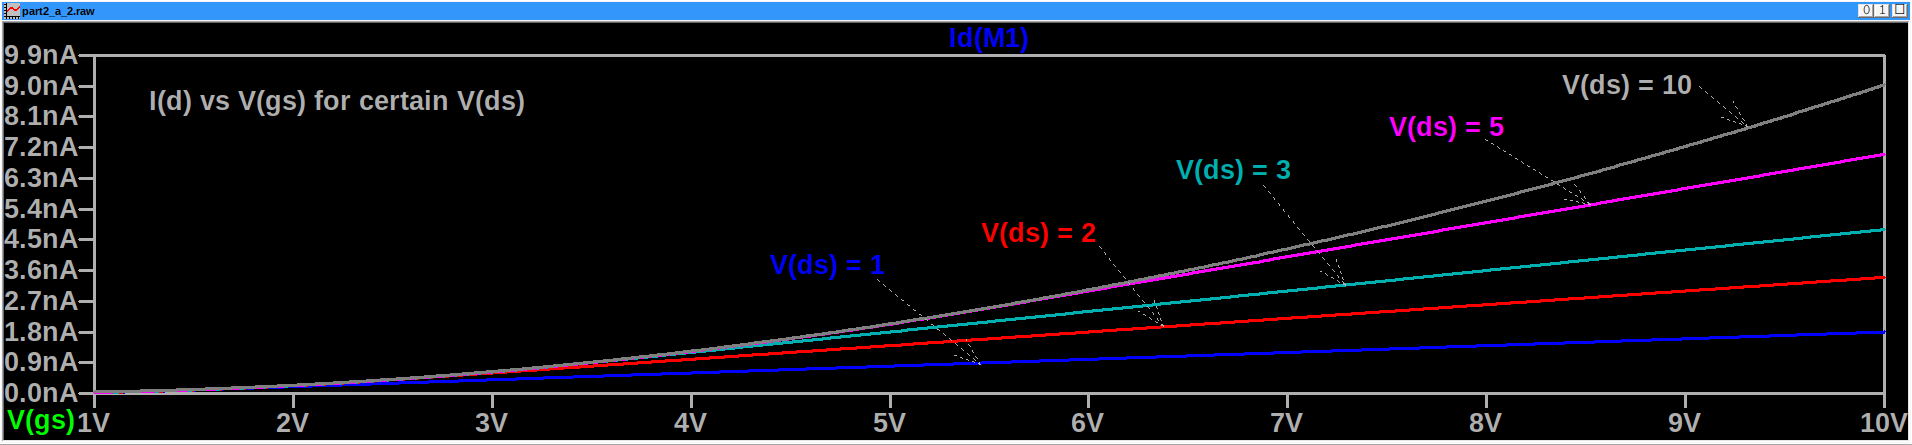 part2_a_2.raw
Id(M1)
9.9nA
9.0nA
8.1nA
7.2nA
6.3nA
5.4nA
4.5nA
3.6nA
2.7nA
1.8nA
0.9nA
0.0nA
I(d) vs V(gs) for certain V(ds)
V(ds) = 10
V(ds) = 5
V(ds) = 3
V(ds) = 2
V(ds) = 1
V(gs) 1V 2V 3V 4V 5V 6V 7V 8V 9V 10V